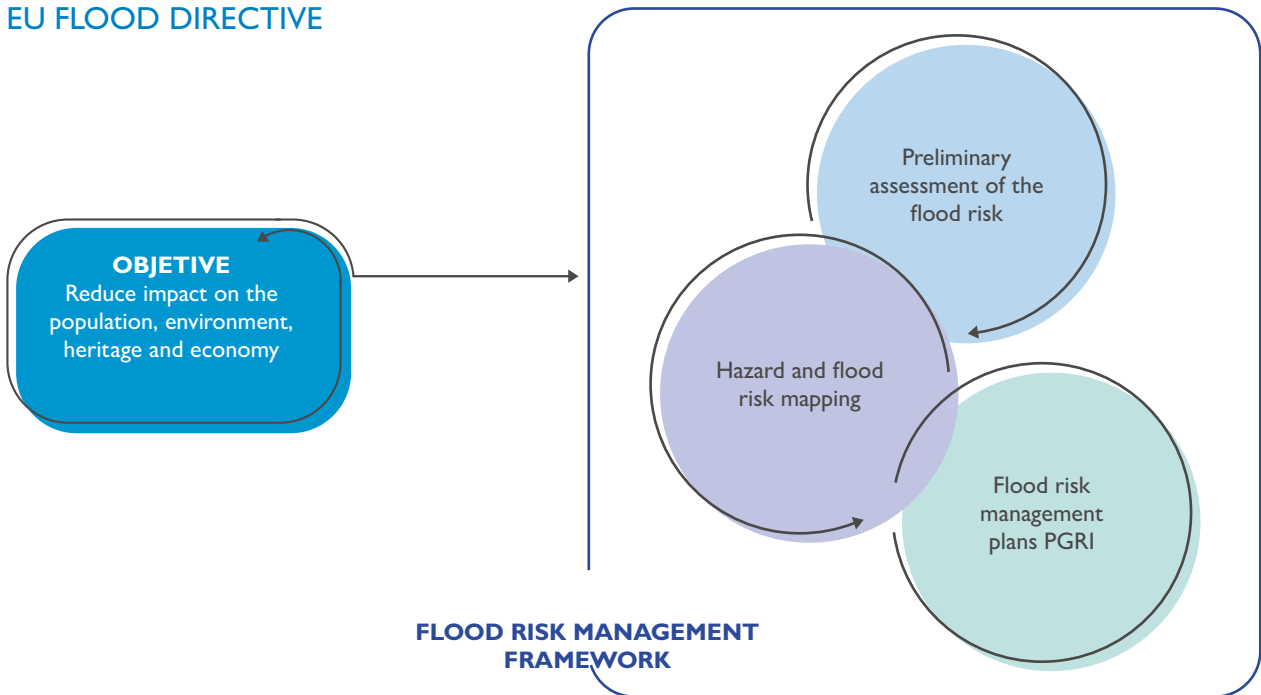 EU FLOOD DIRECTIVE
OBJETIVE
Reduce impact on the
population, environment,
heritage and economy
Preliminary
assessment of the
flood risk
Hazard and flood
risk mapping
Flood risk
management
plans PGRI
FLOOD RISK MANAGEMENT
FRAMEWORK